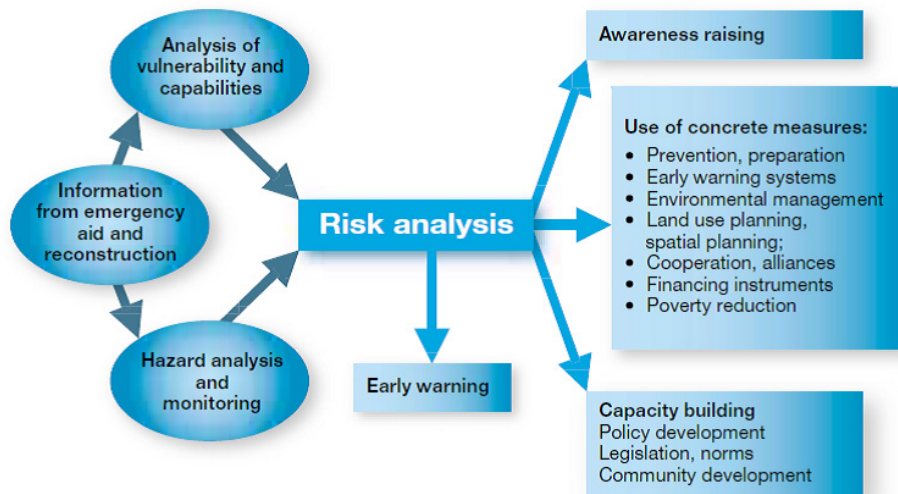 Analysis of
vulnerability and
capabilities
Information
from emergency
aid and
reconstruction
Hazard analysis
and
monitoring
Risk analysis
Early warning
Awareness raising
Use of concrete measures:
• Prevention, preparation
• Early warning systems
• Environmental management
• Land use planning,
spatial planning;
• Cooperation, alliances
• Financing instruments
• Poverty reduction
Capacity building
Policy development
Legislation, norms
Community development